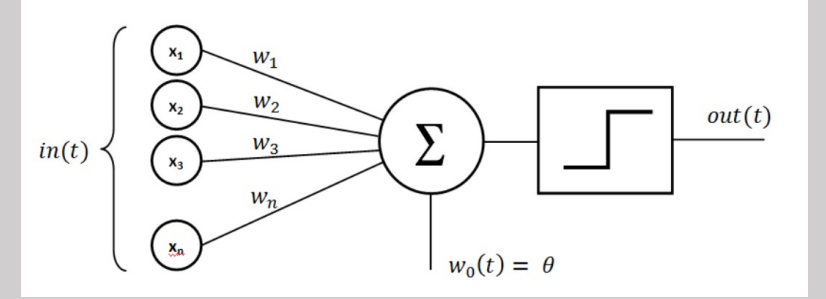 in(t)
x₁
x₂
x₃
xₙ
w₁
w₂
w₃
wₙ
Σ
w₀(t) = θ
out(t)